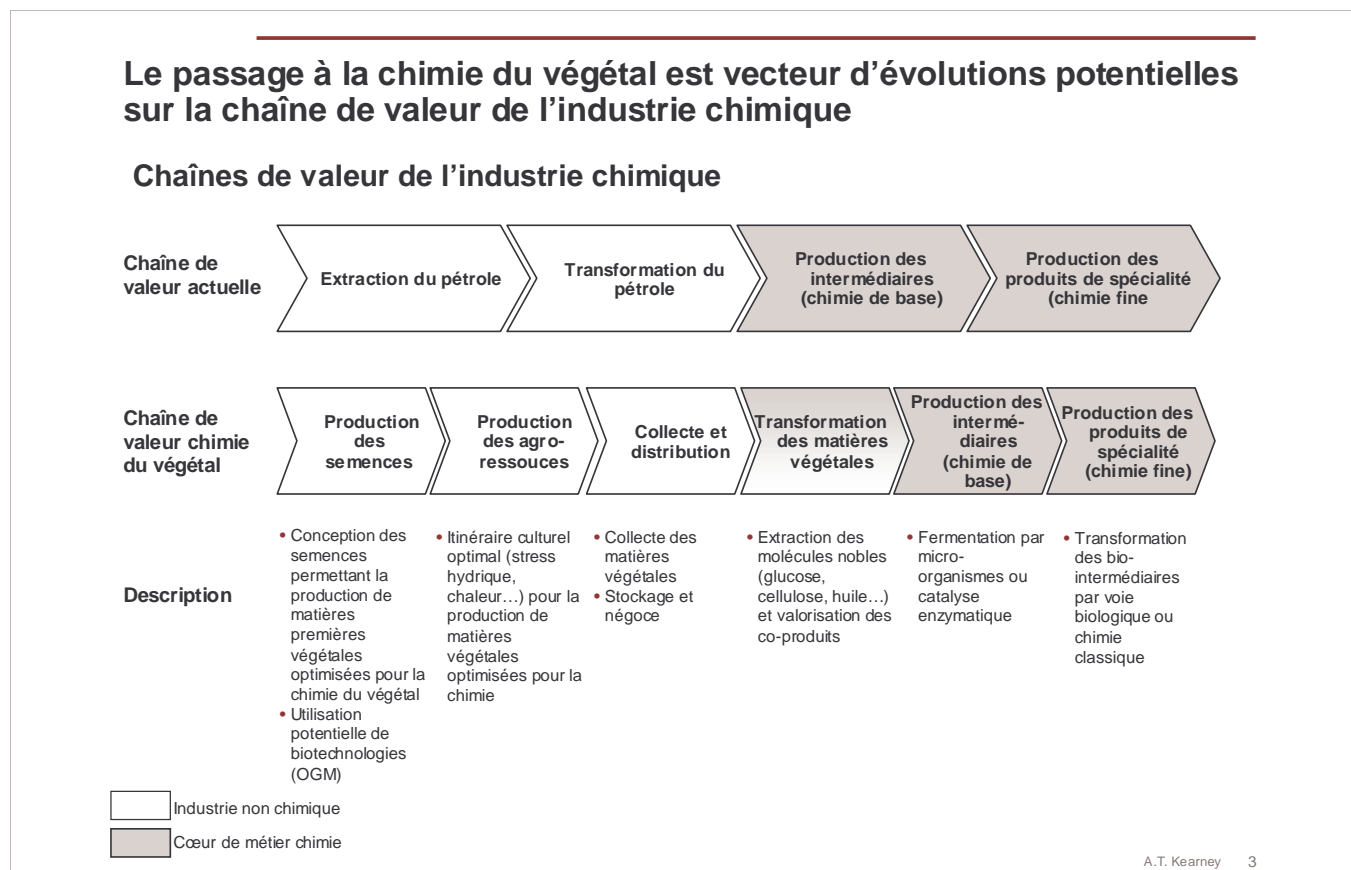 Le passage à la chimie du végétal est vecteur d’évolutions potentielles
sur la chaîne de valeur de l’industrie chimique
Chaînes de valeur de l’industrie chimique
Chaîne de
valeur actuelle
Extraction du pétrole
Transformation du
pétrole
Production des
intermédiaires
(chimie de base)
Production des
produits de spécialité
(chimie fine
Chaîne de
valeur chimie
du végétal
Production
des
semences
Production
des agro-
ressouces
Collecte et
distribution
Transformation
des matières
végétales
Production des
intermé-
diaires
(chimie de
base)
Production des
produits de
spécialité
(chimie fine)
Description
• Conception des
semences
permettant la
production de
matières
premières
végétales
optimisées pour la
chimie du végétal
• Utilisation
potentielle de
biotechnologies
(OGM)
• Itinéraire culturel
optimal (stress
hydrique,
chaleur…) pour la
production de
matières
végétales
optimisées pour la
chimie
• Collecte des
matières
végétales
• Stockage et
négoce
• Extraction des
molécules nobles
(glucose,
cellulose, huile…)
et valorisation des
co-produits
• Fermentation par
micro-
organismes ou
catalyse
enzymatique
• Transformation
des bio-
intermédiaires
par voie
biologique ou
chimie
classique
Industrie non chimique
Cœur de métier chimie
A.T. Kearney 3